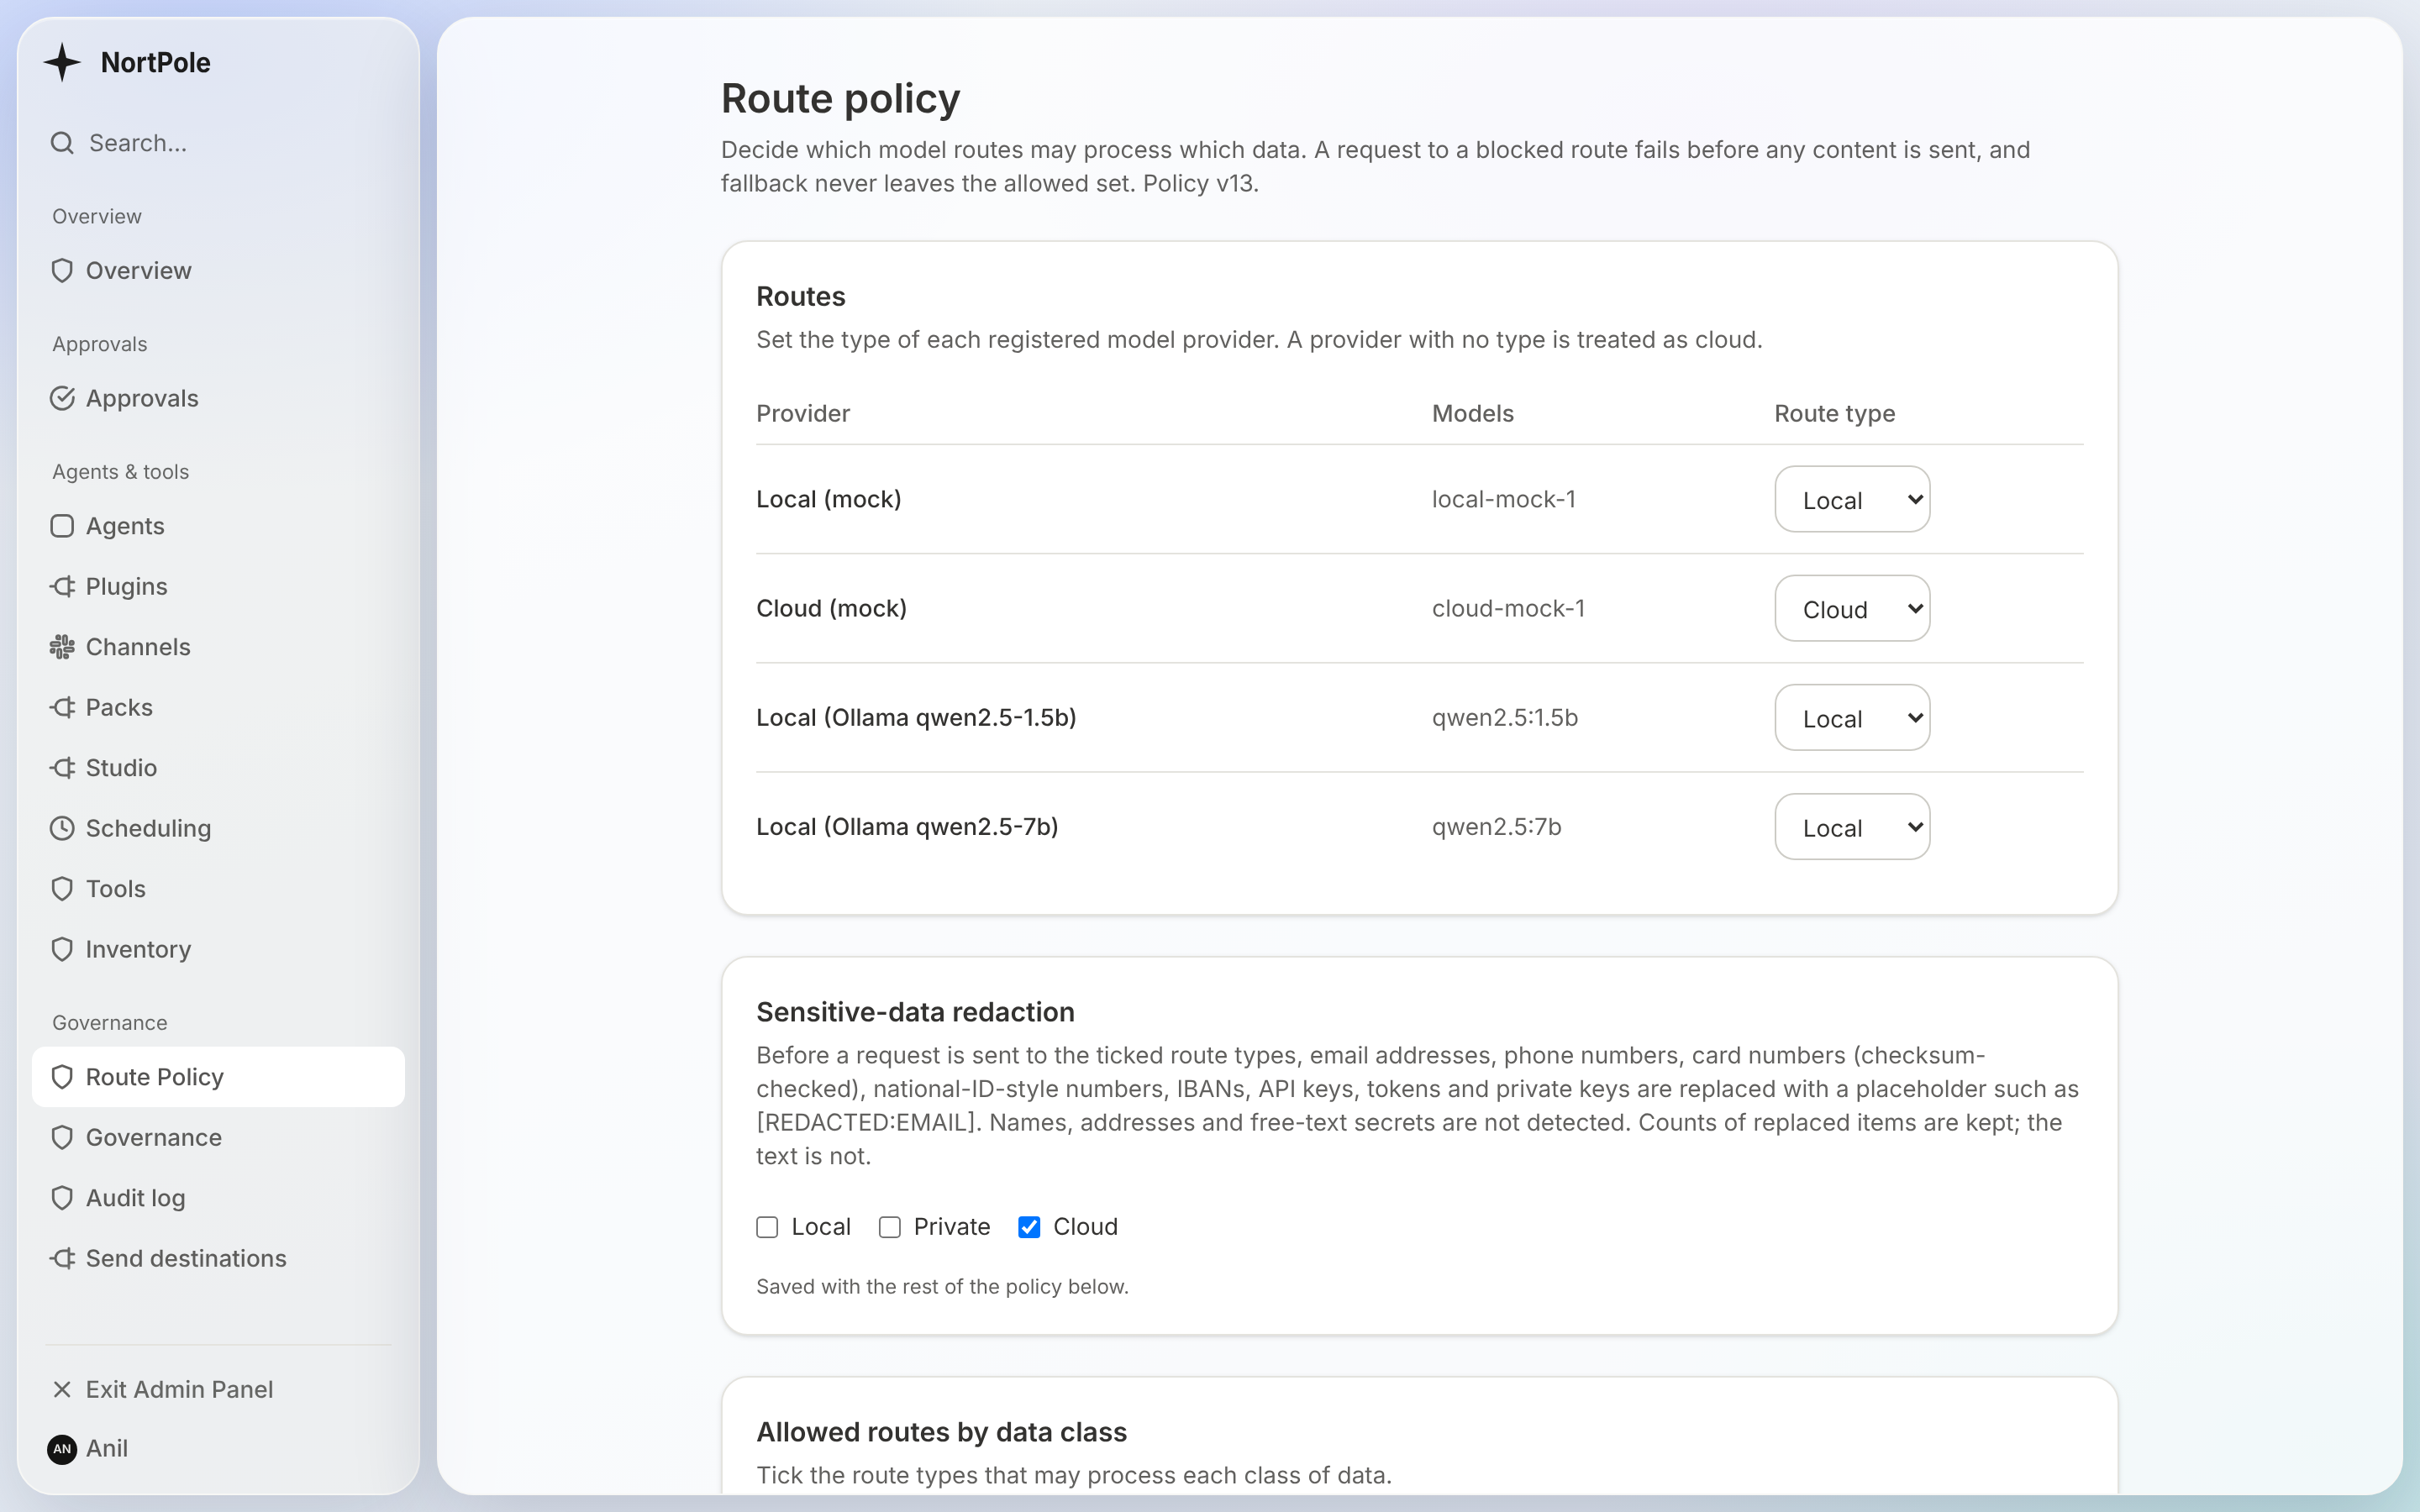 NortPole
Search...
Overview
Overview
Approvals
Approvals
Agents & tools
Agents
Plugins
Channels
Packs
Studio
Scheduling
Tools
Inventory
Governance
Route Policy
Governance
Audit log
Send destinations
Exit Admin Panel
AN Anil
Route policy
Decide which model routes may process which data. A request to a blocked route fails before any content is sent, and
fallback never leaves the allowed set. Policy v13.
Routes
Set the type of each registered model provider. A provider with no type is treated as cloud.
Provider Models Route type
Local (mock) local-mock-1 Local
Cloud (mock) cloud-mock-1 Cloud
Local (Ollama qwen2.5-1.5b) qwen2.5:1.5b Local
Local (Ollama qwen2.5-7b) qwen2.5:7b Local
Sensitive-data redaction
Before a request is sent to the ticked route types, email addresses, phone numbers, card numbers (checksum-
checked), national-ID-style numbers, IBANs, API keys, tokens and private keys are replaced with a placeholder such as
[REDACTED:EMAIL]. Names, addresses and free-text secrets are not detected. Counts of replaced items are kept; the
text is not.
Local Private Cloud
Saved with the rest of the policy below.
Allowed routes by data class
Tick the route types that may process each class of data.